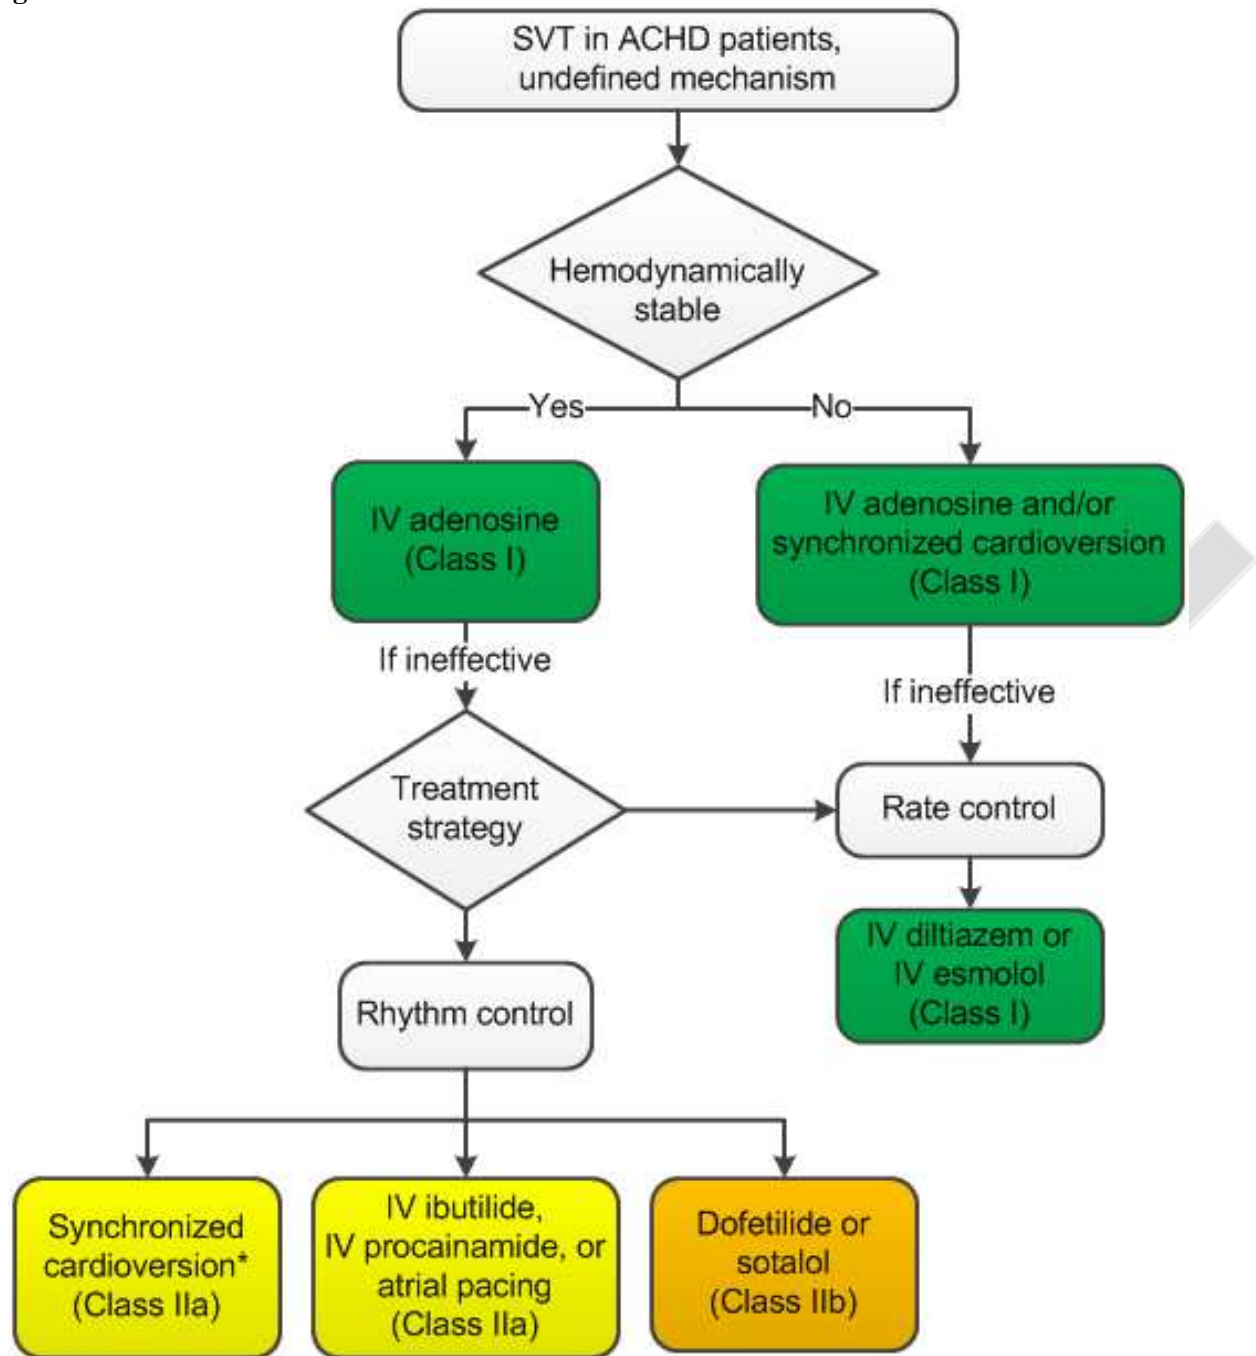 SVT in ACHD patients,
undefined mechanism
Hemodynamically
stable
Yes
No
IV adenosine
(Class I)
IV adenosine and/or
synchronized cardioversion
(Class I)
If ineffective
If ineffective
Treatment
strategy
Rate control
IV diltiazem or
IV esmolol
(Class I)
Rhythm control
Synchronized
cardioversion*
(Class IIa)
IV ibutilide,
IV procainamide, or
atrial pacing
(Class IIa)
Dofetilide or
sotalol
(Class IIb)